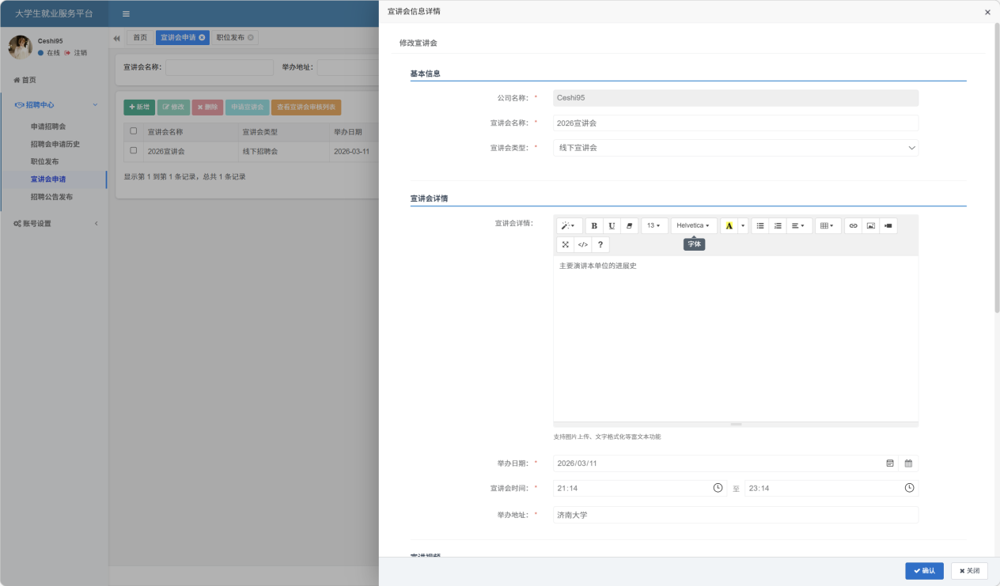 大学生就业服务平台
Ceshi95
在线 注销
首页
招聘中心
申请招聘会
招聘会申请历史
职位发布
宣讲会申请
招聘公告发布
账号设置
首页 宣讲会申请 职位发布
宣讲会名称： 举办地址：
新增 修改 删除 申请宣讲会 查看宣讲会审核列表
宣讲会名称 宣讲会类型 举办日期
2026宣讲会 线下招聘会 2026-03-11
显示第 1 到第 1 条记录，总共 1 条记录
宣讲会信息详情
修改宣讲会
基本信息
公司名称： * Ceshi95
宣讲会名称： * 2026宣讲会
宣讲会类型： * 线下宣讲会
宣讲会详情
宣讲会详情：
B U 13 Helvetica A
</> ? 字体
主要演讲本单位的进展史
支持图片上传、文字格式化等富文本功能
举办日期： * 2026/03/11
宣讲会时间： * 21:14 至 23:14
举办地址： * 济南大学
宣讲视频
确认 关闭